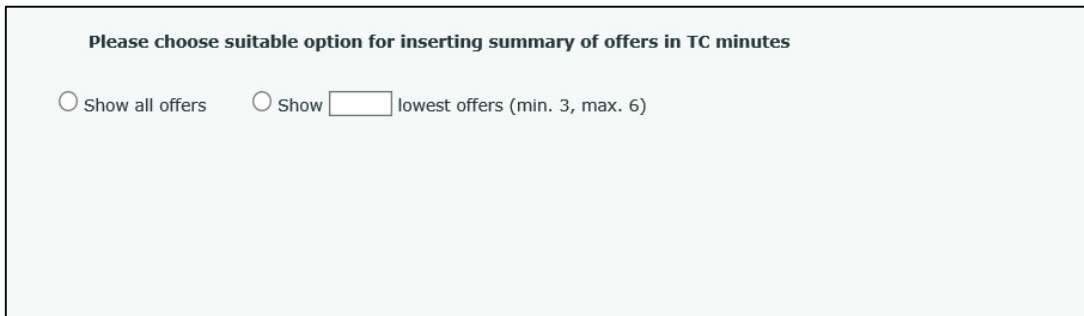 Please choose suitable option for inserting summary of offers in TC minutes
Show all offers Show lowest offers (min. 3, max. 6)